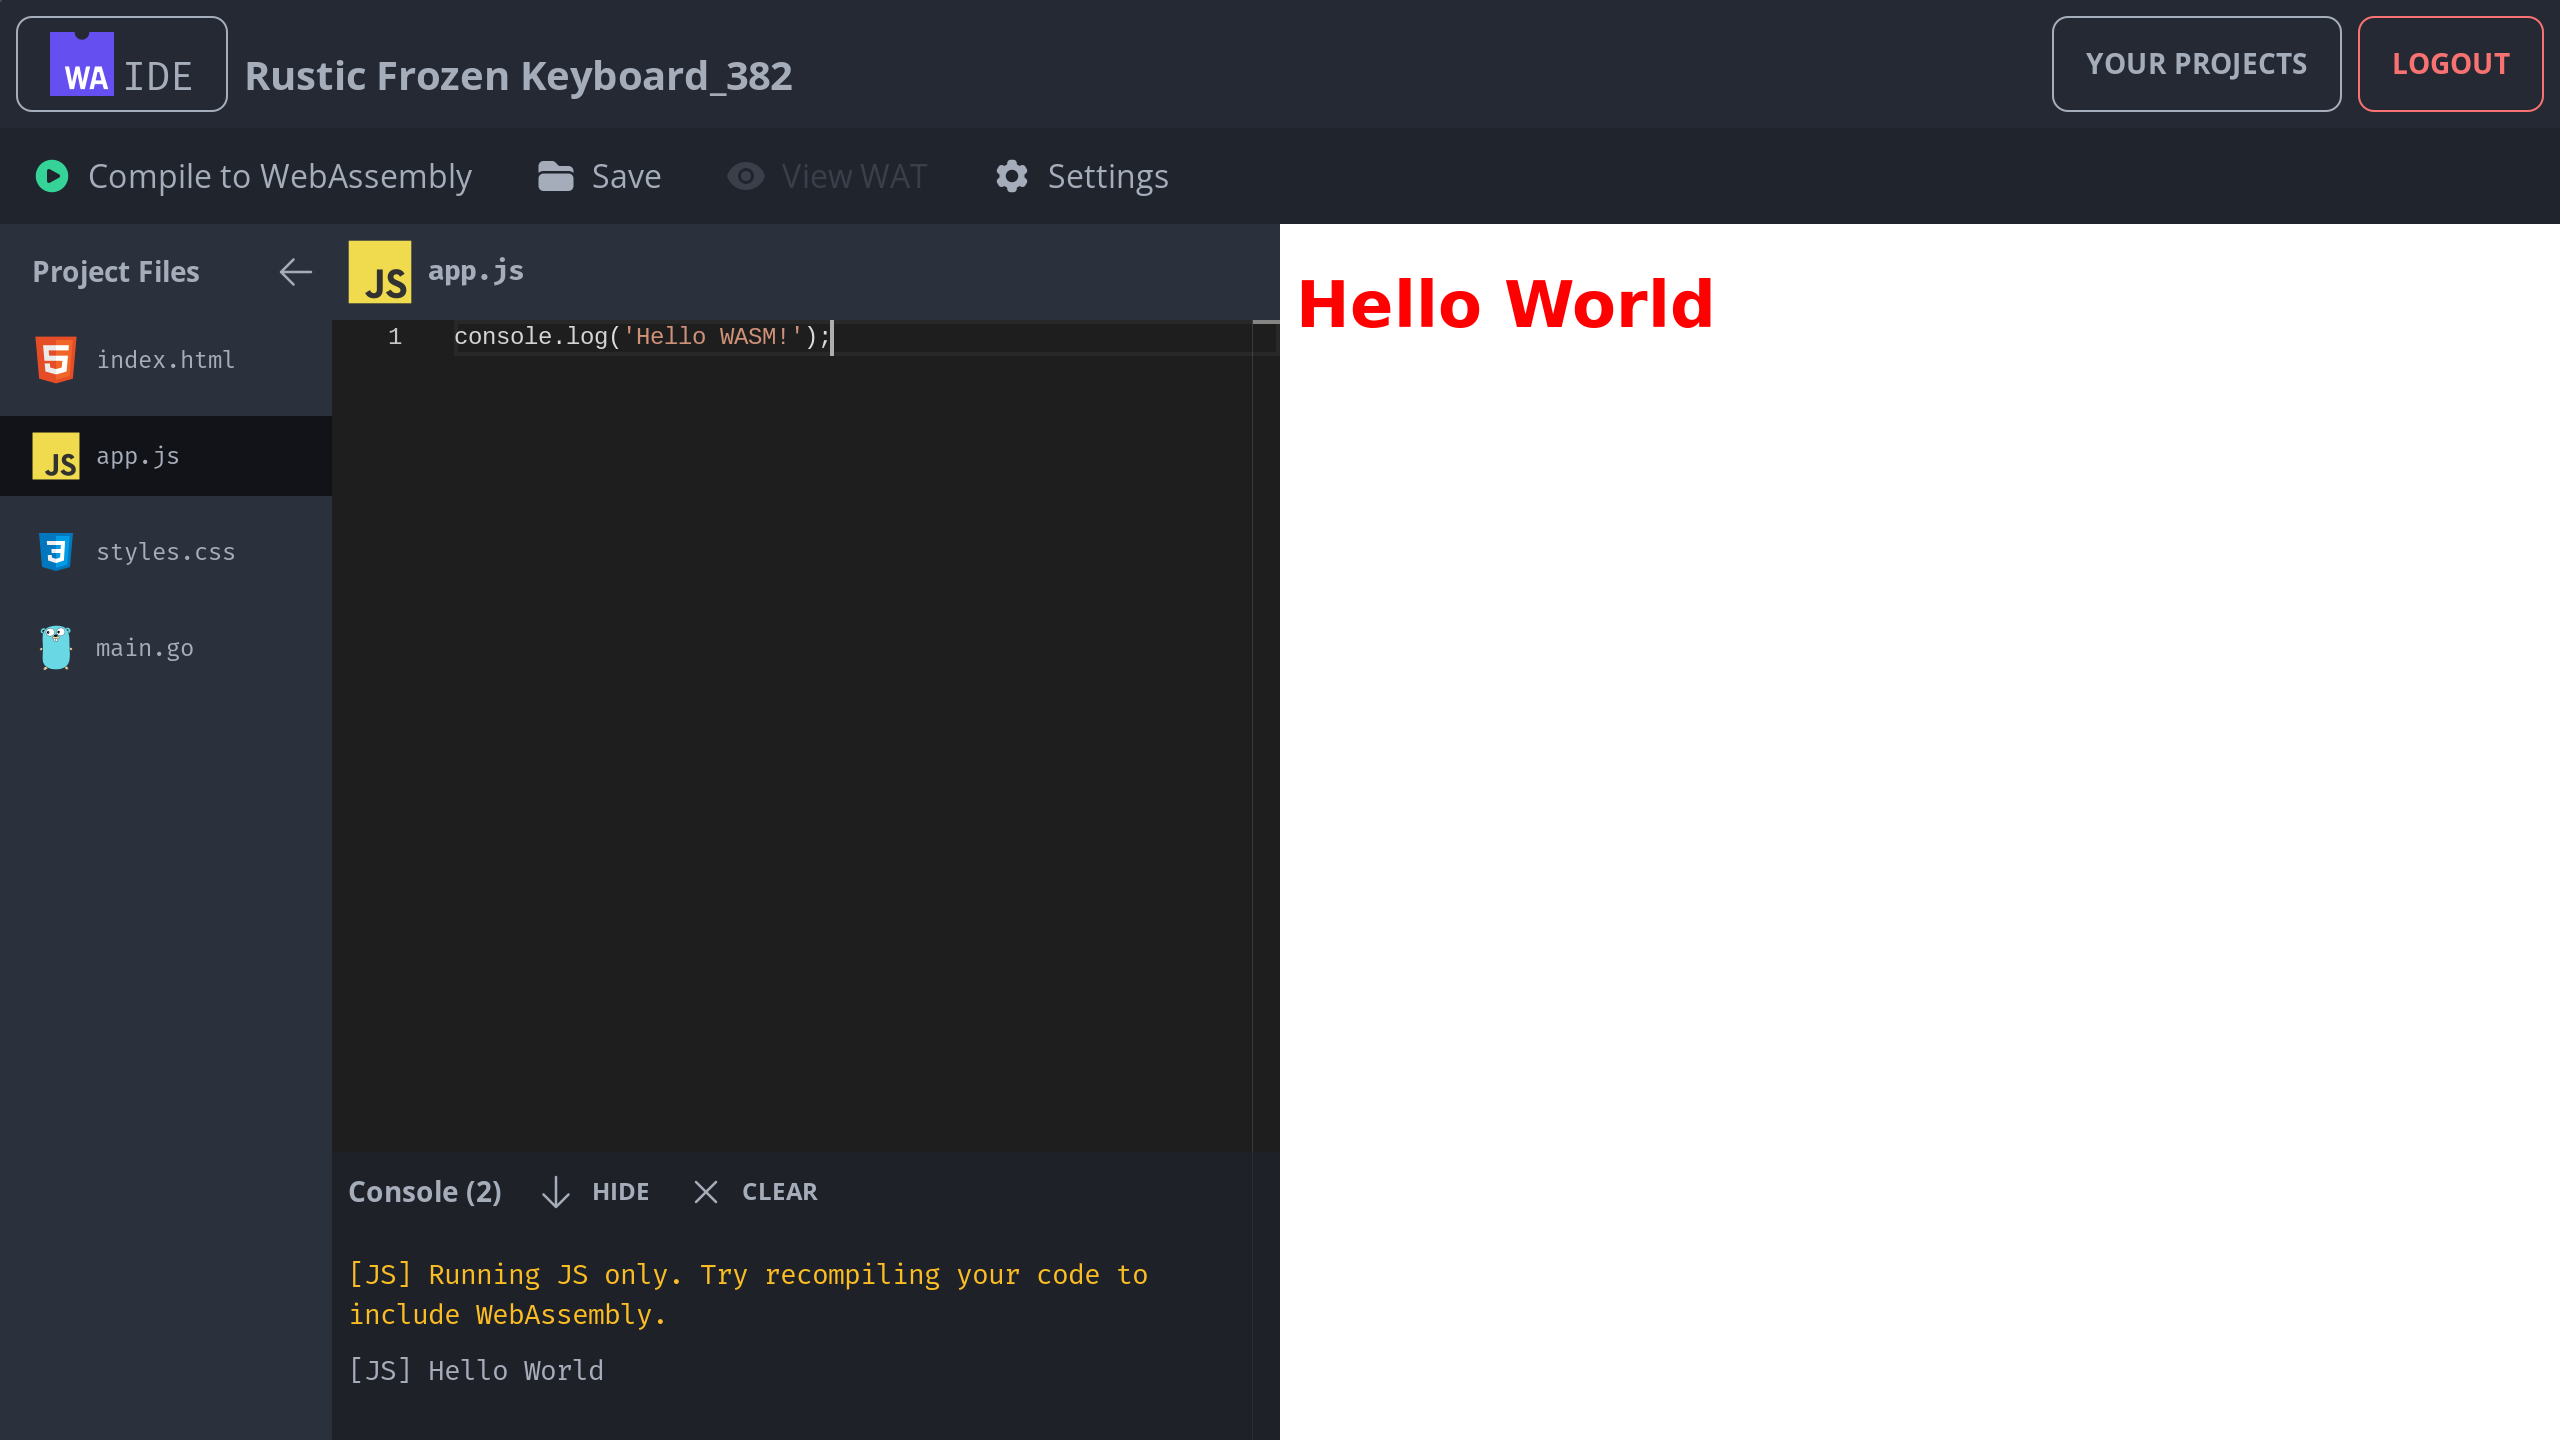 WA IDE
Rustic Frozen Keyboard_382
YOUR PROJECTS
LOGOUT
Compile to WebAssembly
Save
View WAT
Settings
Project Files
index.html
JS app.js
styles.css
main.go
JS app.js
1 console.log('Hello WASM!');
Console (2)
HIDE
CLEAR
[JS] Running JS only. Try recompiling your code to
include WebAssembly.
[JS] Hello World
Hello World